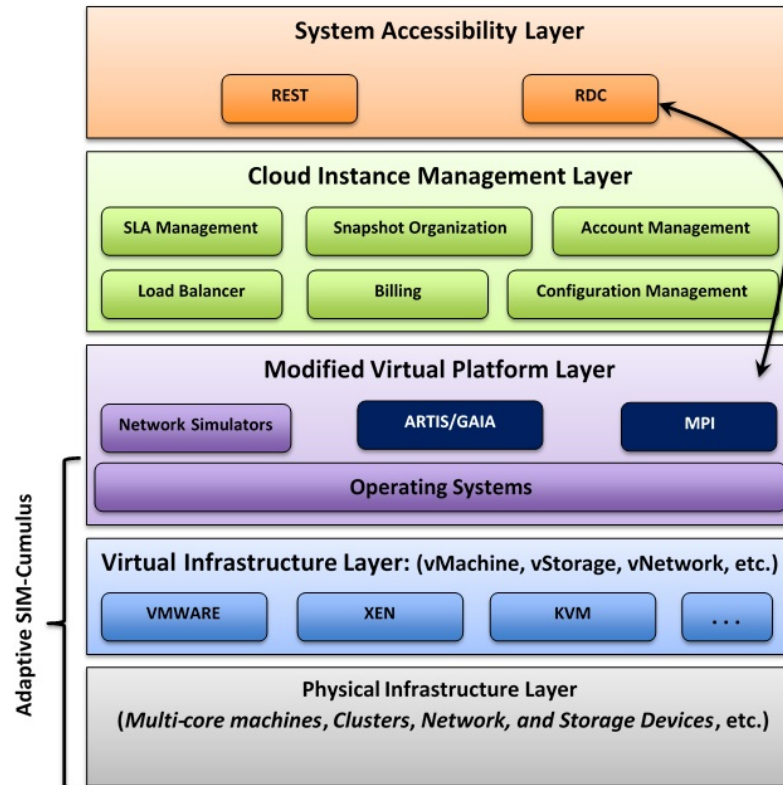 System Accessibility Layer
REST
RDC
Cloud Instance Management Layer
SLA Management
Snapshot Organization
Account Management
Load Balancer
Billing
Configuration Management
Modified Virtual Platform Layer
Network Simulators
ARTIS/GAIA
MPI
Operating Systems
Adaptive SIM-Cumulus
Virtual Infrastructure Layer: (vMachine, vStorage, vNetwork, etc.)
VMWARE
XEN
KVM
...
Physical Infrastructure Layer
(Multi-core machines, Clusters, Network, and Storage Devices, etc.)